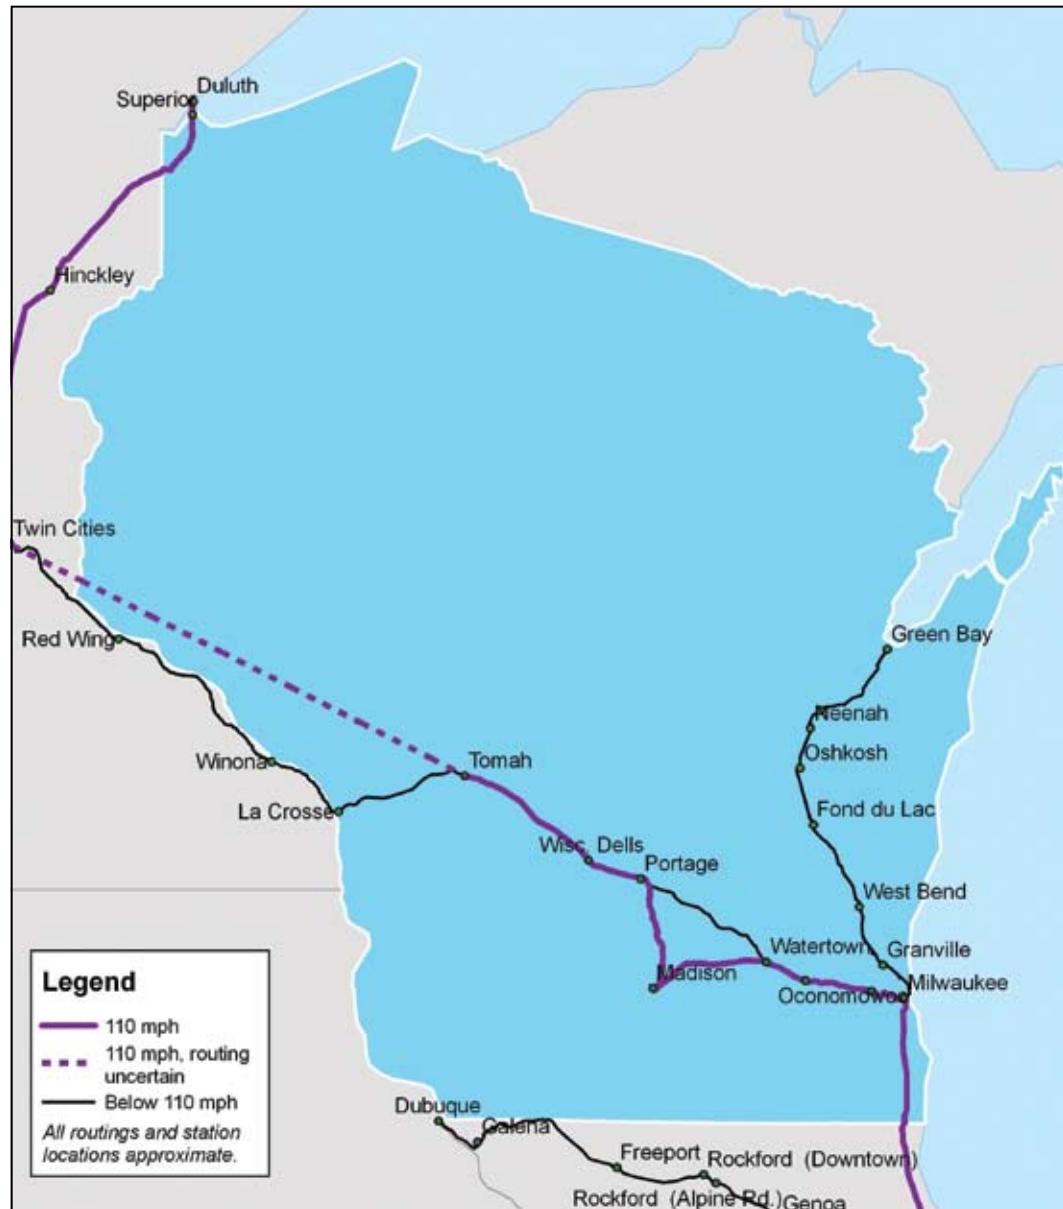 Duluth
Superior
Hinckley
Twin Cities
Green Bay
Red Wing
Neenah
Oshkosh
Winona
Tomah
La Crosse
Fond du Lac
Wisc. Dells
Portage
West Bend
Watertown
Granville
Madison
Milwaukee
Oconomowoc
Legend
110 mph
110 mph, routing
uncertain
Below 110 mph
All routings and station
locations approximate.
Dubuque
Galena
Freeport
Rockford (Downtown)
Rockford (Alpine Rd.)
Genoa